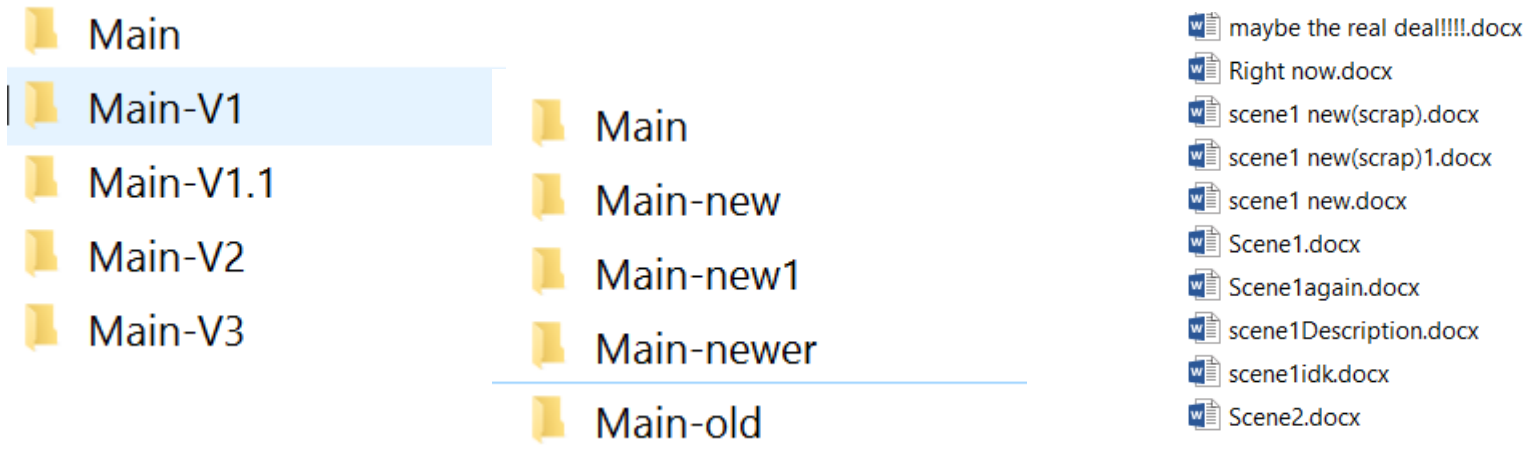 Main
Main-V1
Main-V1.1
Main-V2
Main-V3
Main
Main-new
Main-new1
Main-newer
Main-old
maybe the real deal!!!!.docx
Right now.docx
scene1 new(scrap).docx
scene1 new(scrap)1.docx
scene1 new.docx
Scene1.docx
Scene1again.docx
scene1Description.docx
scene1idk.docx
Scene2.docx